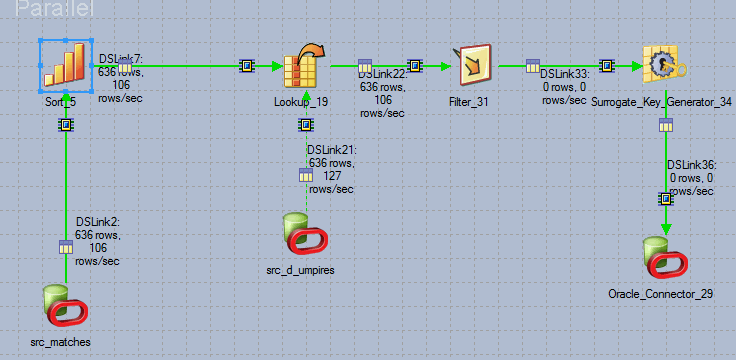 Parallel
DSLink7:
636 rows,
106
rows/sec
Sort_5
Lookup_19
DSLink22:
636 rows,
106
rows/sec
Filter_31
DSLink33:
0 rows, 0
rows/sec
Surrogate_Key_Generator_34
DSLink21:
636 rows,
127
rows/sec
DSLink36:
0 rows, 0
rows/sec
DSLink2:
636 rows,
106
rows/sec
src_d_umpires
Oracle_Connector_29
src_matches